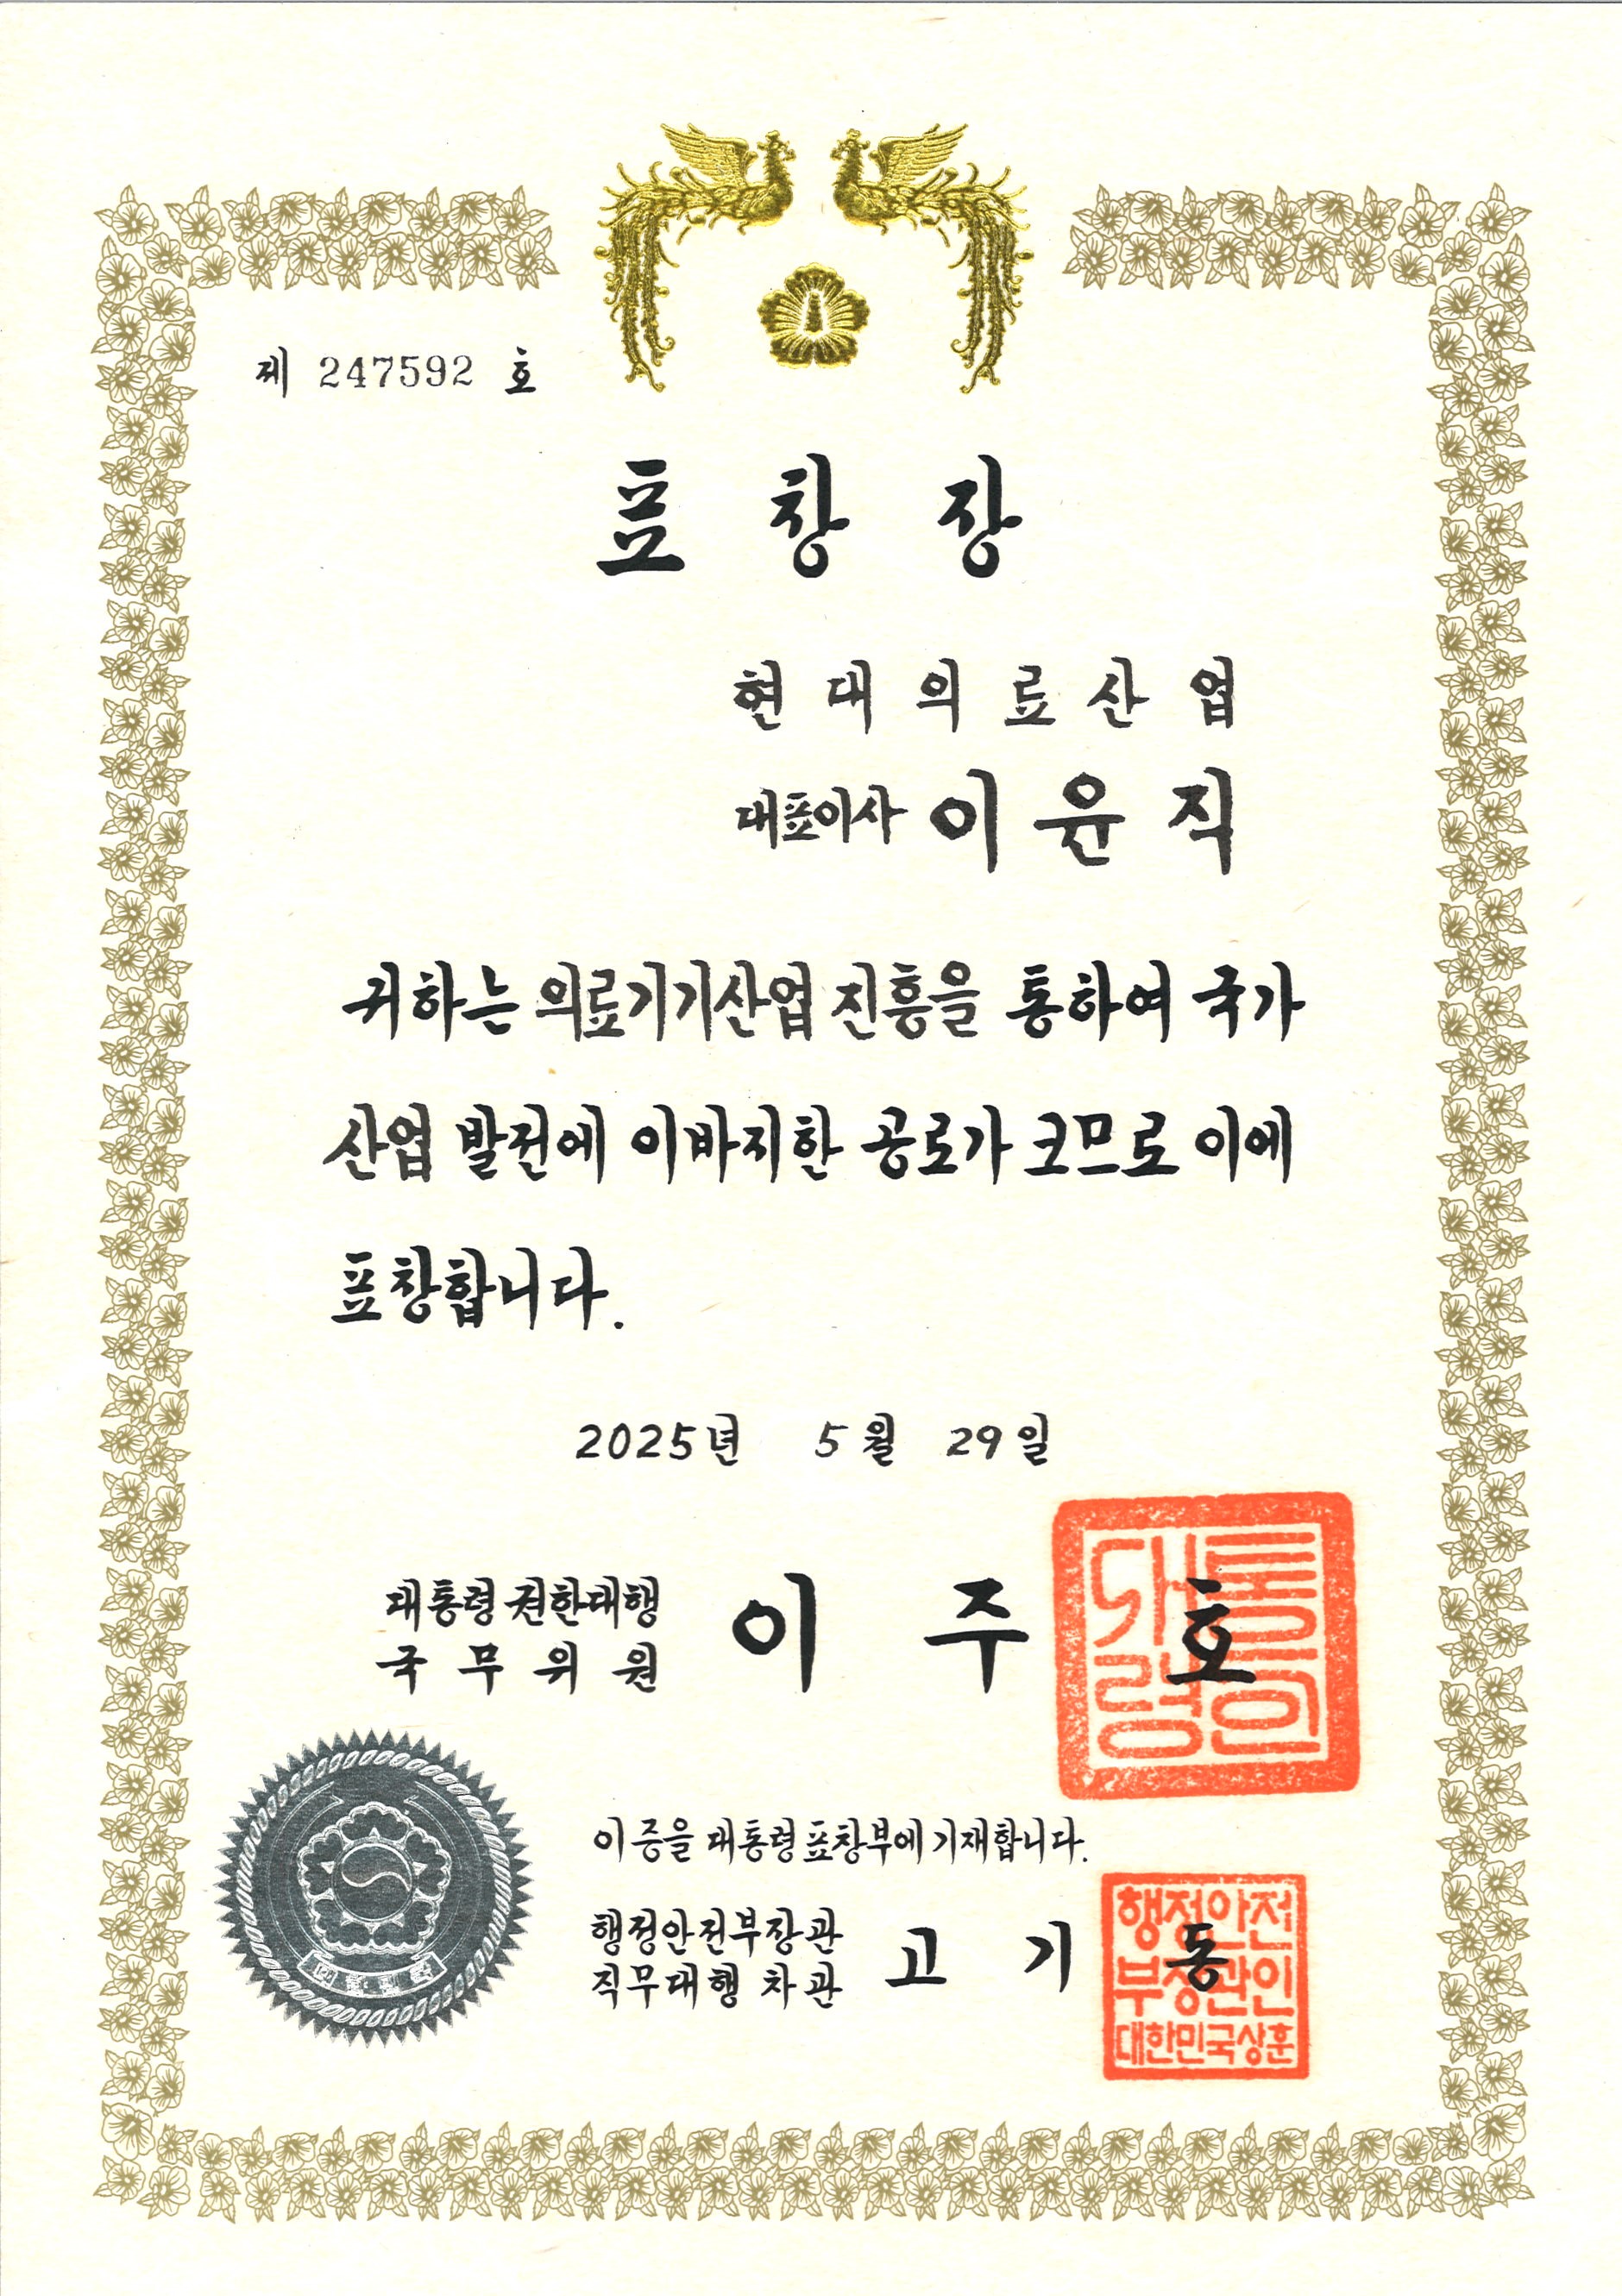 제 247592 호
표 창 장
현 대 의 료 산 업
대표이사 이 윤 직
귀하는 의료기기산업 진흥을 통하여 국가
산업 발전에 이바지한 공로가 크므로 이에
표창합니다.
2025년 5월 29일
대통령 권한대행
국 무 위 원 이 주 호
대통령인
이 증을 대통령 표창부에 기재합니다.
행정안전부장관
직무대행 차관 고 기 동
행정안전
부장관인
대한민국상훈